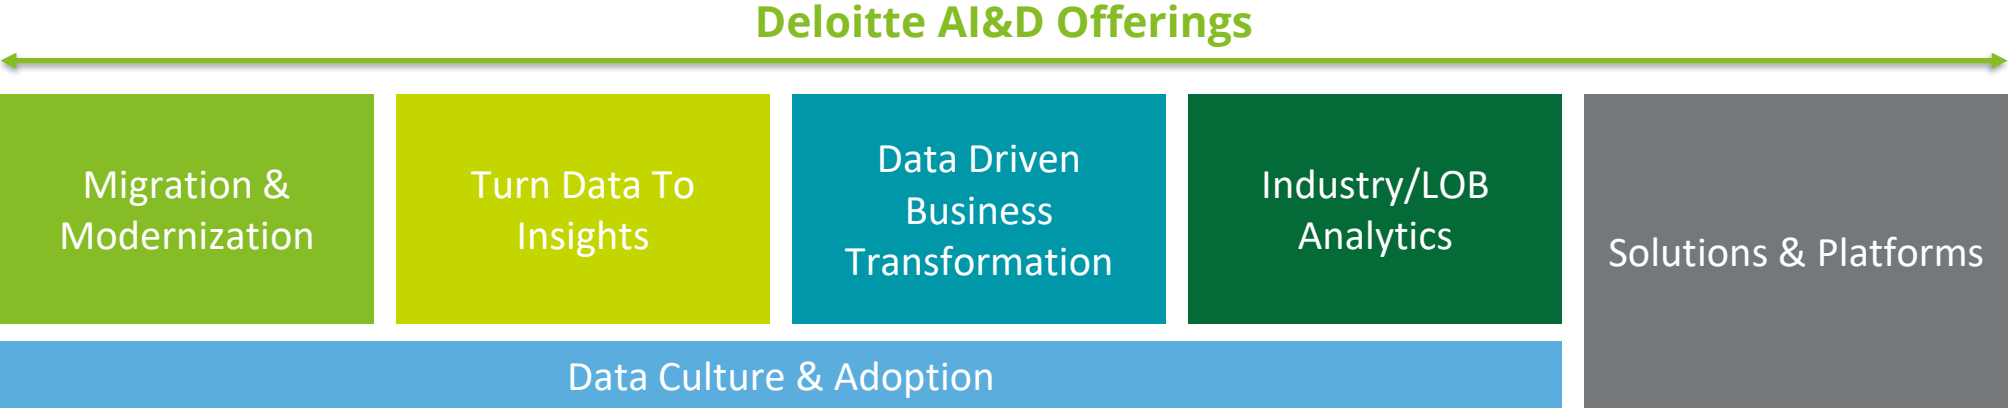 Deloitte AI&D Offerings
Migration &
Modernization
Turn Data To
Insights
Data Driven
Business
Transformation
Industry/LOB
Analytics
Solutions & Platforms
Data Culture & Adoption